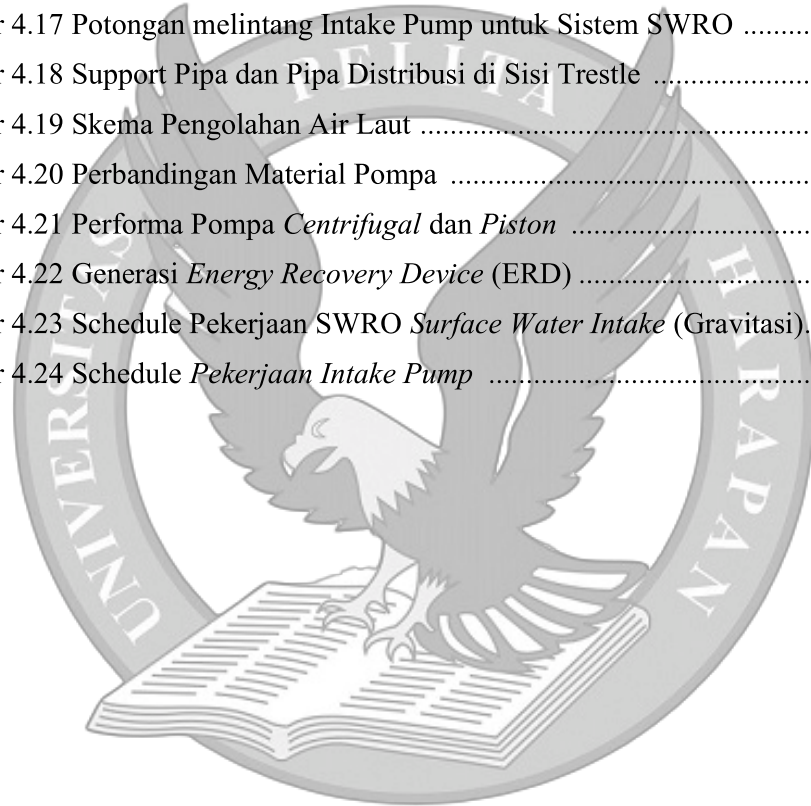 r 4.17 Potongan melintang Intake Pump untuk Sistem SWRO .........
r 4.18 Support Pipa dan Pipa Distribusi di Sisi Trestle .....................
r 4.19 Skema Pengolahan Air Laut ....................................................
r 4.20 Perbandingan Material Pompa ................................................
r 4.21 Performa Pompa Centrifugal dan Piston ................................
r 4.22 Generasi Energy Recovery Device (ERD) ...............................
r 4.23 Schedule Pekerjaan SWRO Surface Water Intake (Gravitasi).
r 4.24 Schedule Pekerjaan Intake Pump ...........................................
UNIVERSITAS PELITA HARAPAN